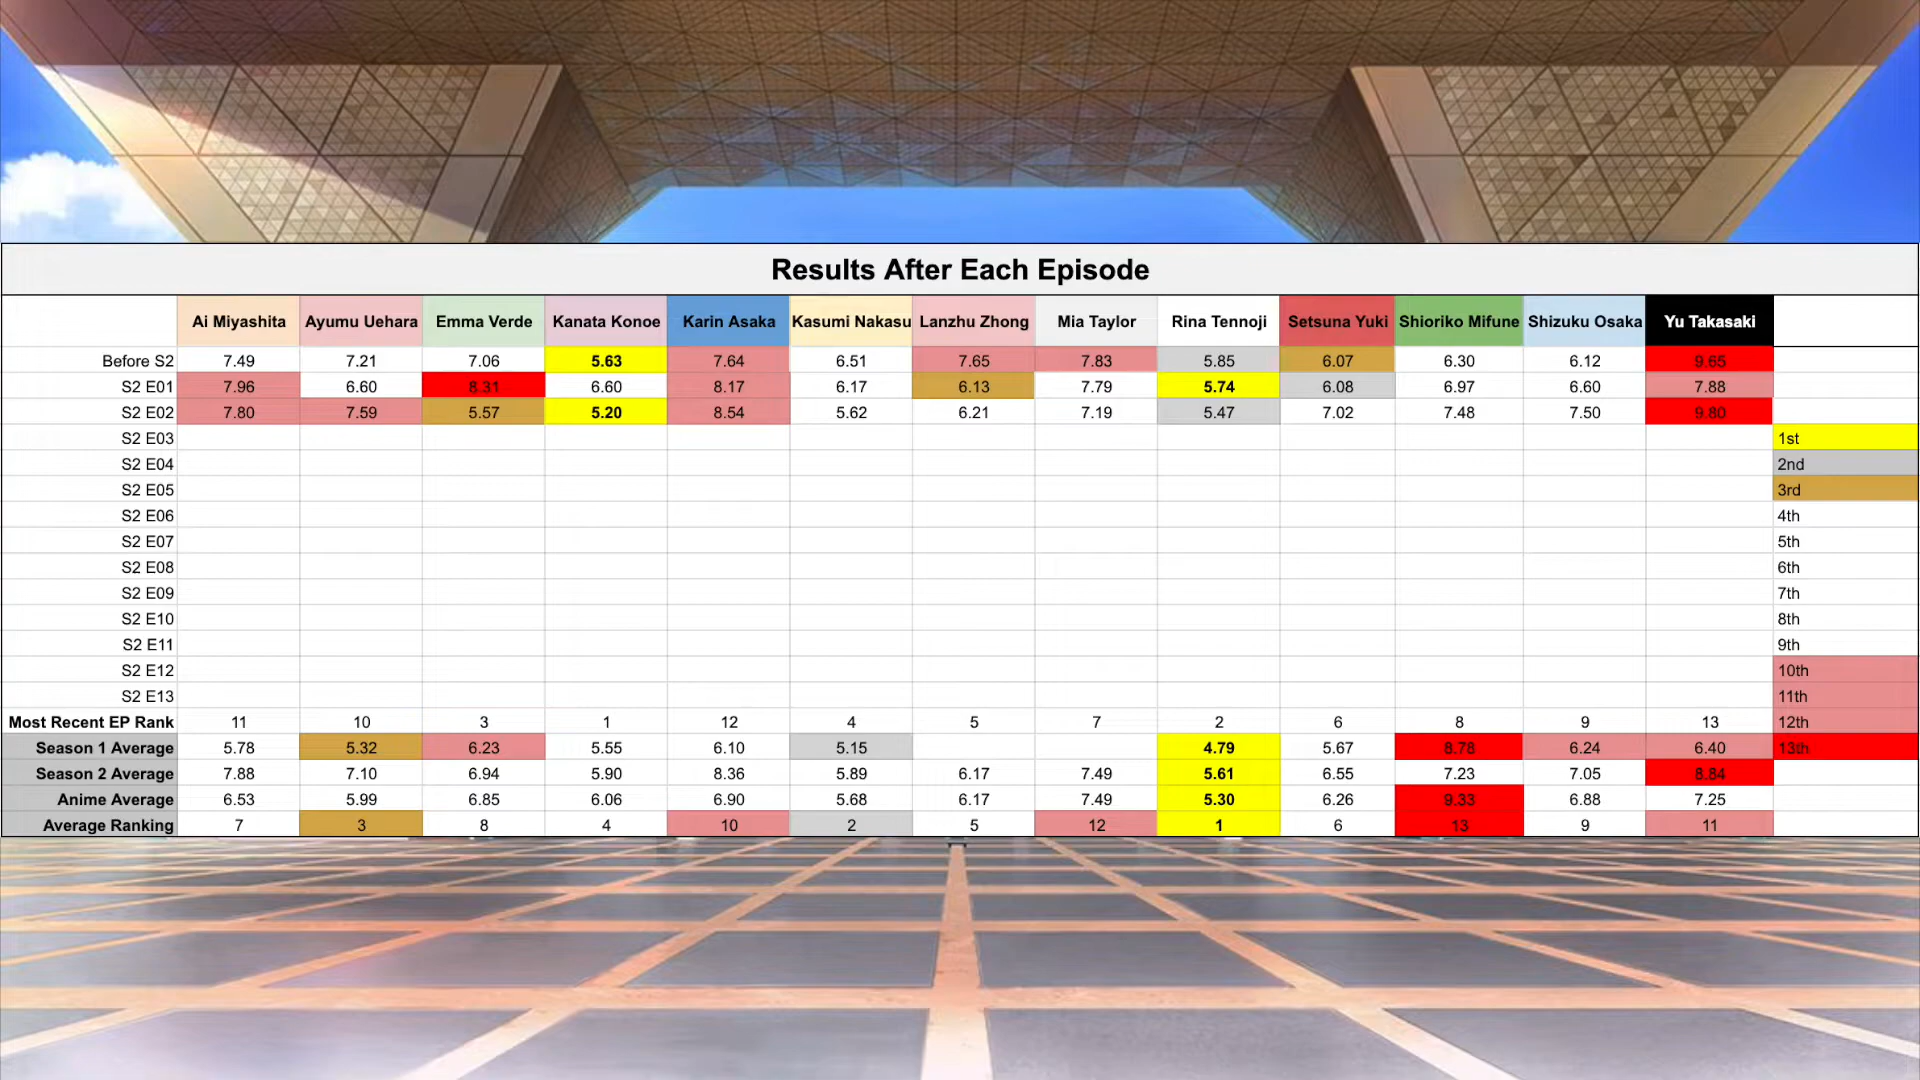 Results After Each Episode
Ai Miyashita Ayumu Uehara Emma Verde Kanata Konoe Karin Asaka Kasumi Nakasu Lanzhu Zhong Mia Taylor Rina Tennoji Setsuna Yuki Shioriko Mifune Shizuku Osaka Yu Takasaki
Before S2 7.49 7.21 7.06 5.63 7.64 6.51 7.65 7.83 5.85 6.07 6.30 6.12 9.65
S2 E01 7.96 6.60 8.31 6.60 8.17 6.17 6.13 7.79 5.74 6.08 6.97 6.60 7.88
S2 E02 7.80 7.59 5.57 5.20 8.54 5.62 6.21 7.19 5.47 7.02 7.48 7.50 9.80
S2 E03 1st
S2 E04 2nd
S2 E05 3rd
S2 E06 4th
S2 E07 5th
S2 E08 6th
S2 E09 7th
S2 E10 8th
S2 E11 9th
S2 E12 10th
S2 E13 11th
Most Recent EP Rank 11 10 3 1 12 4 5 7 2 6 8 9 13 12th
Season 1 Average 5.78 5.32 6.23 5.55 6.10 5.15 4.79 5.67 8.78 6.24 6.40 13th
Season 2 Average 7.88 7.10 6.94 5.90 8.36 5.89 6.17 7.49 5.61 6.55 7.23 7.05 8.84
Anime Average 6.53 5.99 6.85 6.06 6.90 5.68 6.17 7.49 5.30 6.26 9.33 6.88 7.25
Average Ranking 7 3 8 4 10 2 5 12 1 6 13 9 11